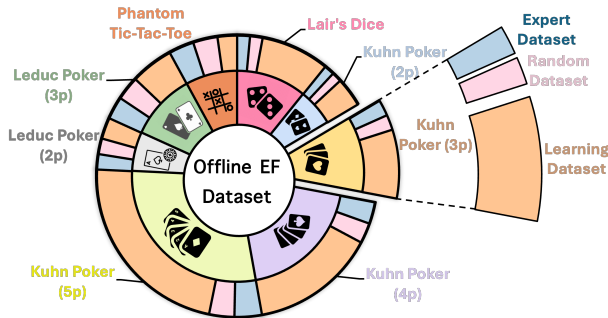 Phantom
Tic-Tac-Toe
Lair's Dice
Kuhn Poker
(2p)
Expert
Dataset
Random
Dataset
Leduc Poker
(3p)
Leduc Poker
(2p)
Kuhn
Poker (3p)
Learning
Dataset
Offline EF
Dataset
Kuhn Poker
(5p)
Kuhn Poker
(4p)